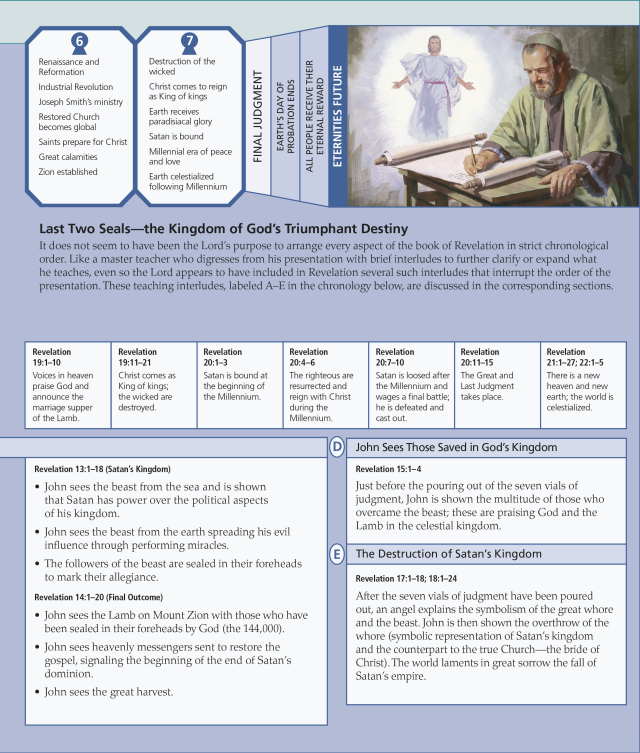 6
Renaissance and
Reformation
Industrial Revolution
Joseph Smith's ministry
Restored Church
becomes global
Saints prepare for Christ
Great calamities
Zion established
7
Destruction of the
wicked
Christ comes to reign
as King of kings
Earth receives
paradisiacal glory
Satan is bound
Millennial era of peace
and love
Earth celestialized
following Millennium
FINAL JUDGMENT
EARTH'S DAY OF
PROBATION ENDS
ALL PEOPLE RECEIVE THEIR
ETERNAL REWARD
ETERNITIES FUTURE
Last Two Seals—the Kingdom of God's Triumphant Destiny
It does not seem to have been the Lord's purpose to arrange every aspect of the book of Revelation in strict chronological
order. Like a master teacher who digresses from his presentation with brief interludes to further clarify or expand what
he teaches, even so the Lord appears to have included in Revelation several such interludes that interrupt the order of the
presentation. These teaching interludes, labeled A–E in the chronology below, are discussed in the corresponding sections.
Revelation
19:1–10
Voices in heaven
praise God and
announce the
marriage supper
of the Lamb.
Revelation
19:11–21
Christ comes as
King of kings;
the wicked are
destroyed.
Revelation
20:1–3
Satan is bound at
the beginning of
the Millennium.
Revelation
20:4–6
The righteous are
resurrected and
reign with Christ
during the
Millennium.
Revelation
20:7–10
Satan is loosed after
the Millennium and
wages a final battle;
he is defeated and
cast out.
Revelation
20:11–15
The Great and
Last Judgment
takes place.
Revelation
21:1–27; 22:1–5
There is a new
heaven and new
earth; the world is
celestialized.
Revelation 13:1–18 (Satan's Kingdom)
• John sees the beast from the sea and is shown
that Satan has power over the political aspects
of his kingdom.
• John sees the beast from the earth spreading his evil
influence through performing miracles.
• The followers of the beast are sealed in their foreheads
to mark their allegiance.
Revelation 14:1–20 (Final Outcome)
• John sees the Lamb on Mount Zion with those who have
been sealed in their foreheads by God (the 144,000).
• John sees heavenly messengers sent to restore the
gospel, signaling the beginning of the end of Satan's
dominion.
• John sees the great harvest.
D
John Sees Those Saved in God's Kingdom
Revelation 15:1–4
Just before the pouring out of the seven vials of
judgment, John is shown the multitude of those who
overcame the beast; these are praising God and the
Lamb in the celestial kingdom.
E
The Destruction of Satan's Kingdom
Revelation 17:1–18; 18:1–24
After the seven vials of judgment have been poured
out, an angel explains the symbolism of the great whore
and the beast. John is then shown the overthrow of the
whore (symbolic representation of Satan's kingdom
and the counterpart to the true Church—the bride of
Christ). The world laments in great sorrow the fall of
Satan's empire.